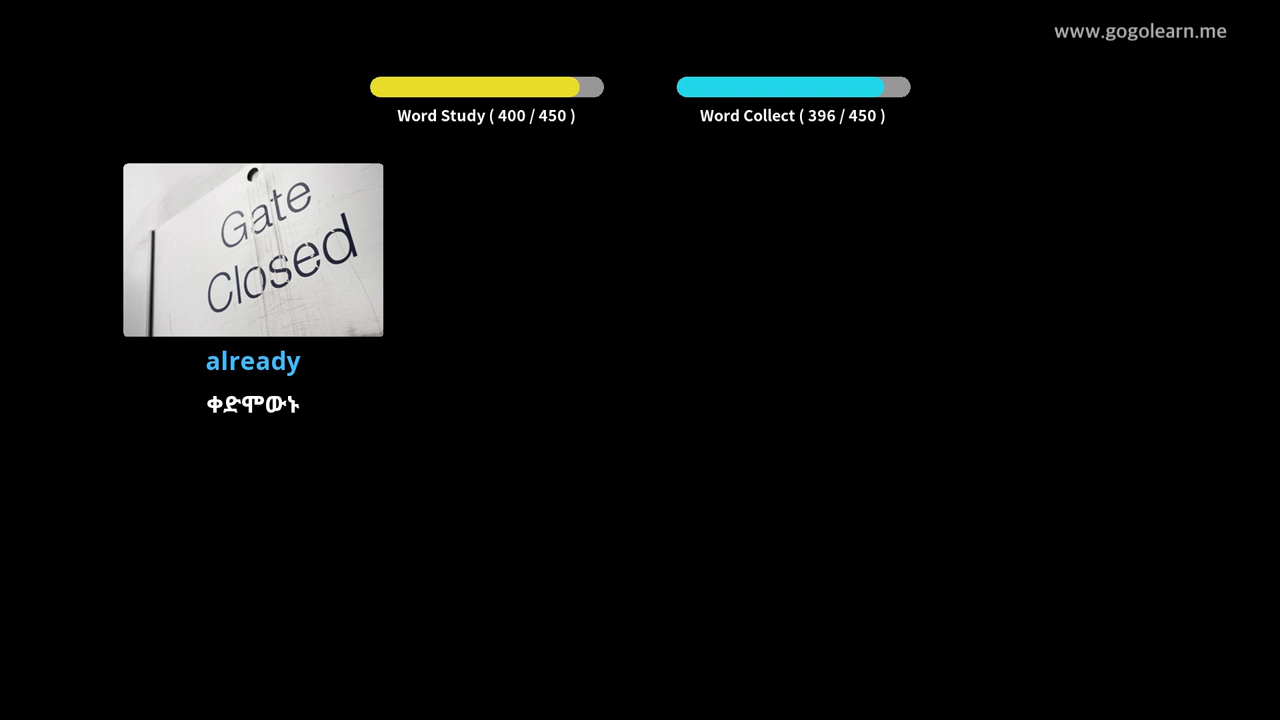 www.gogolearn.me
Word Study ( 400 / 450 )
Word Collect ( 396 / 450 )
Gate
Closed
already
ቀድሞውኑ